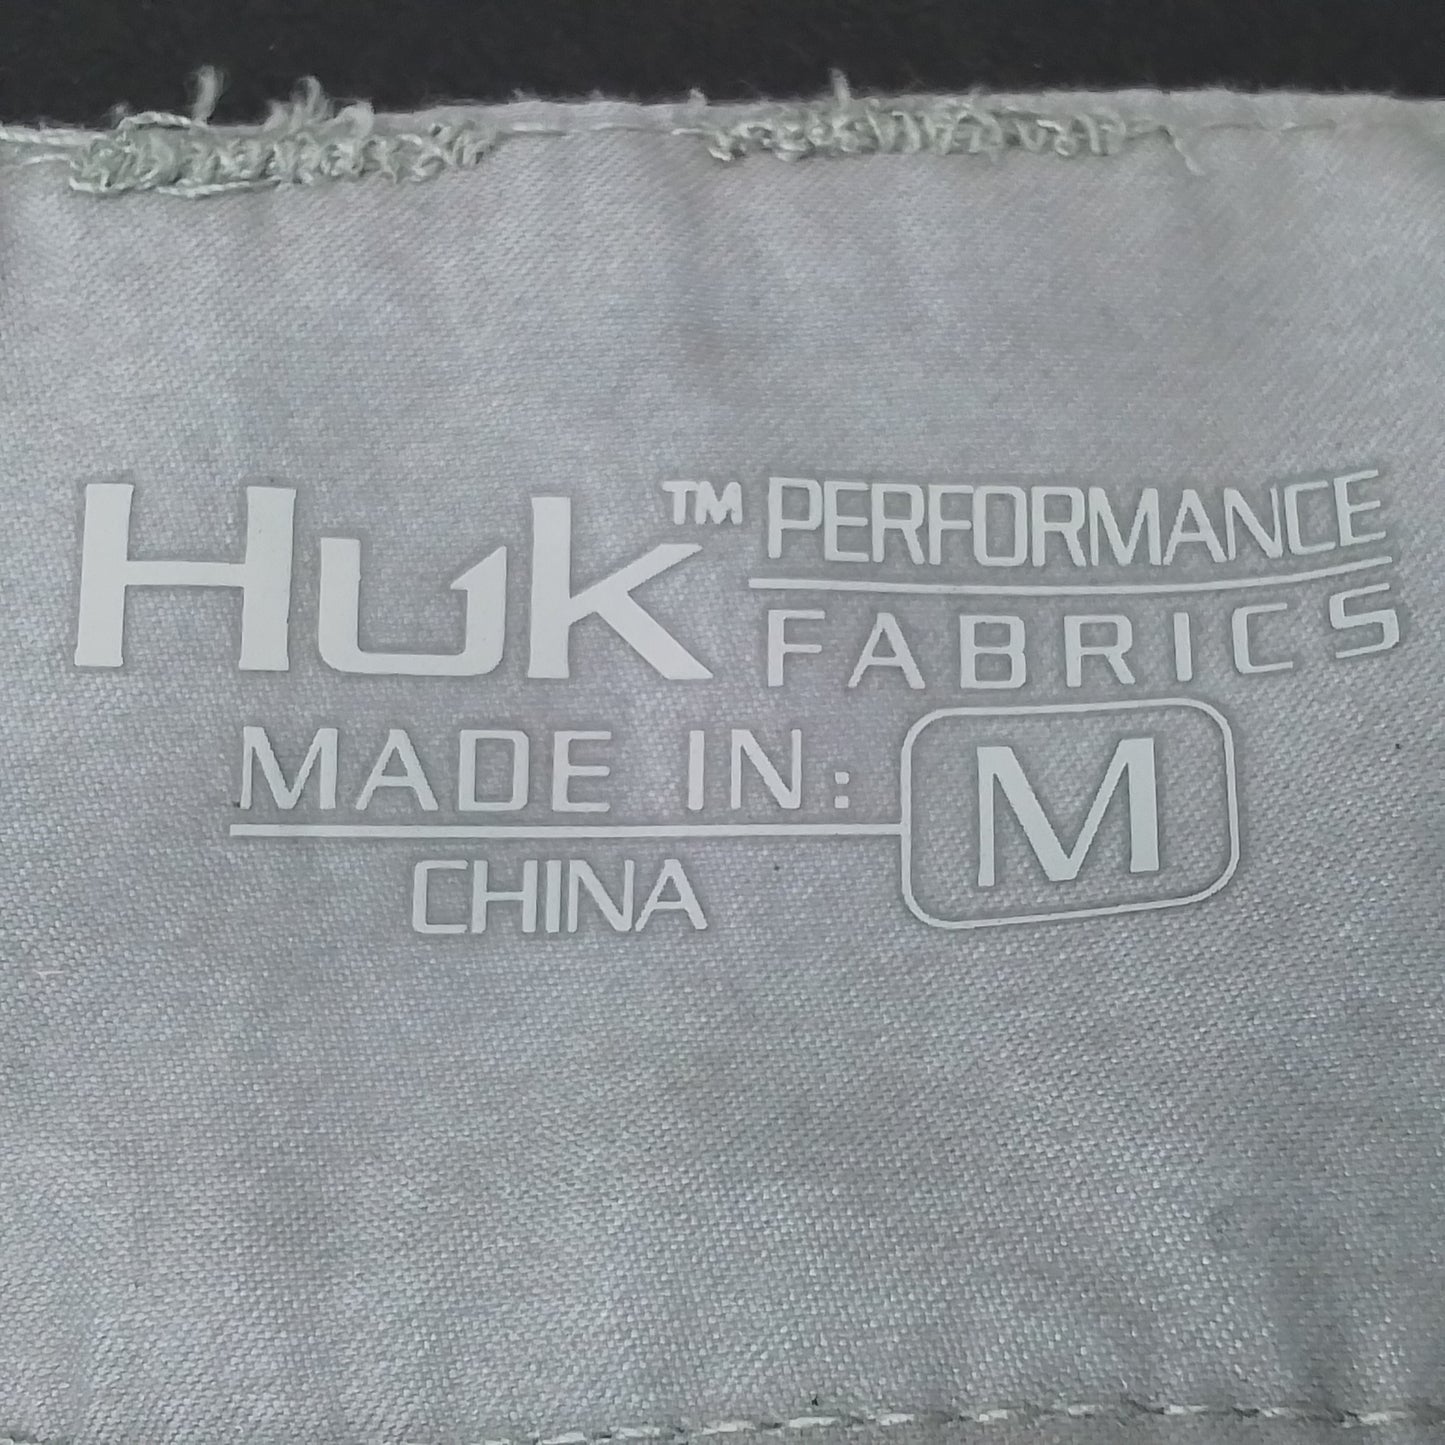 Huk™ PERFORMANCE
FABRICS
MADE IN: M
CHINA